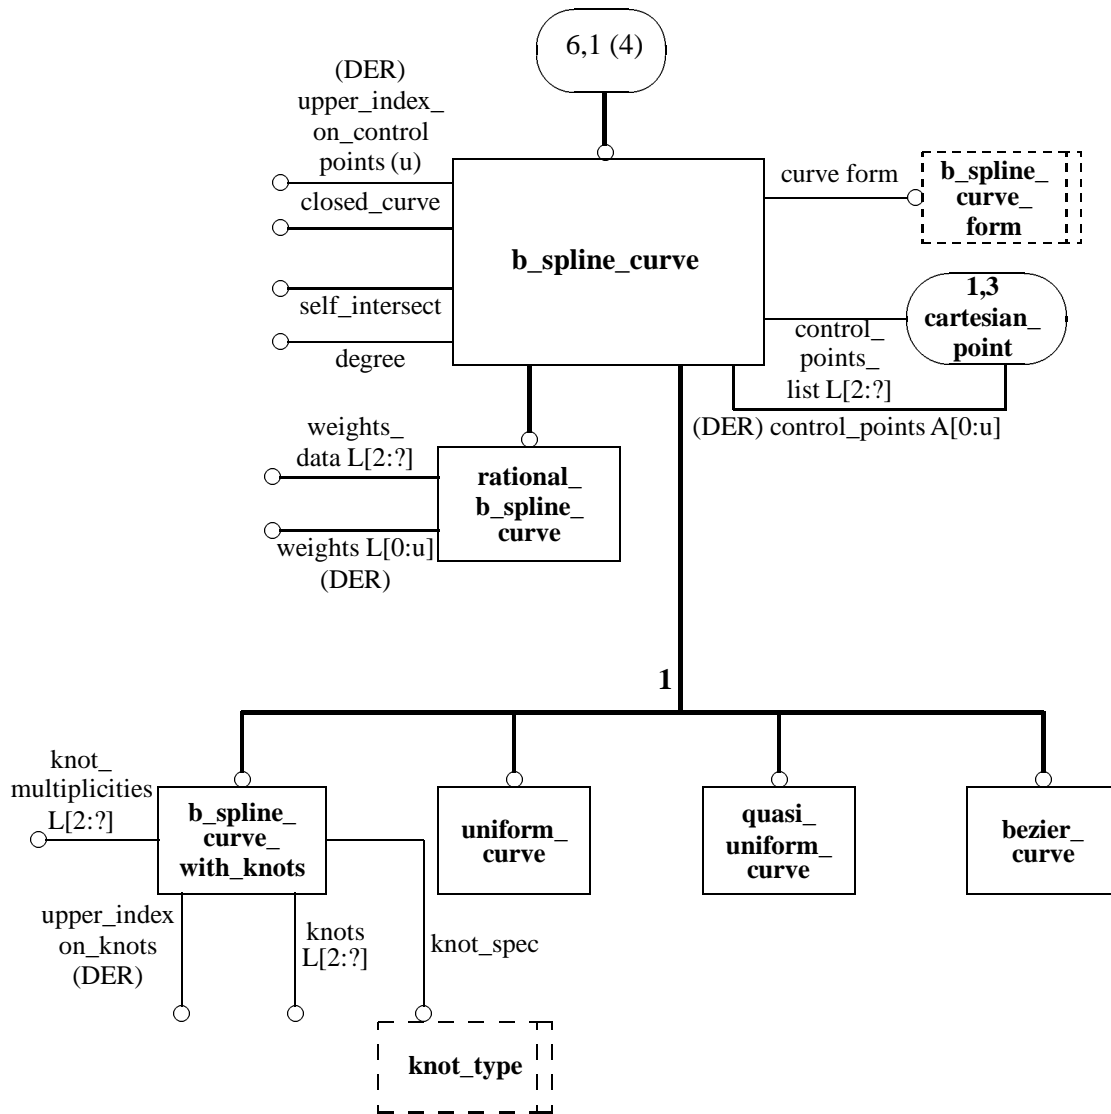 6,1 (4)
(DER)
upper_index_
on_control
points (u)
closed_curve
self_intersect
degree
b_spline_curve
curve form
b_spline_
curve_
form
1,3
cartesian_
point
control_
points_
list L[2:?]
(DER) control_points A[0:u]
weights_
data L[2:?]
weights L[0:u]
(DER)
rational_
b_spline_
curve
1
knot_
multiplicities
L[2:?]
b_spline_
curve_
with_knots
uniform_
curve
quasi_
uniform_
curve
bezier_
curve
upper_index
on_knots
(DER)
knots
L[2:?]
knot_spec
knot_type